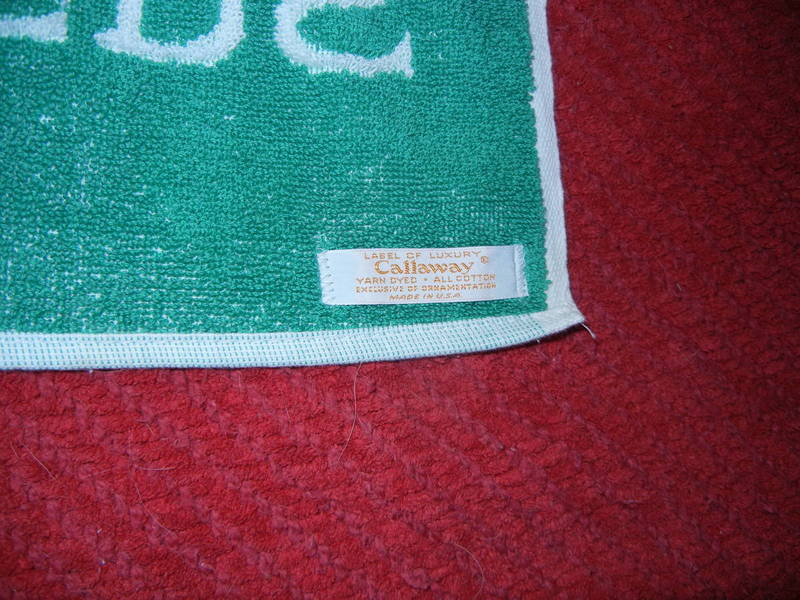 LABEL OF LUXURY
Callaway ©
YARN DYED • ALL COTTON
EXCLUSIVE OF ORNAMENTATION
MADE IN U.S.A.